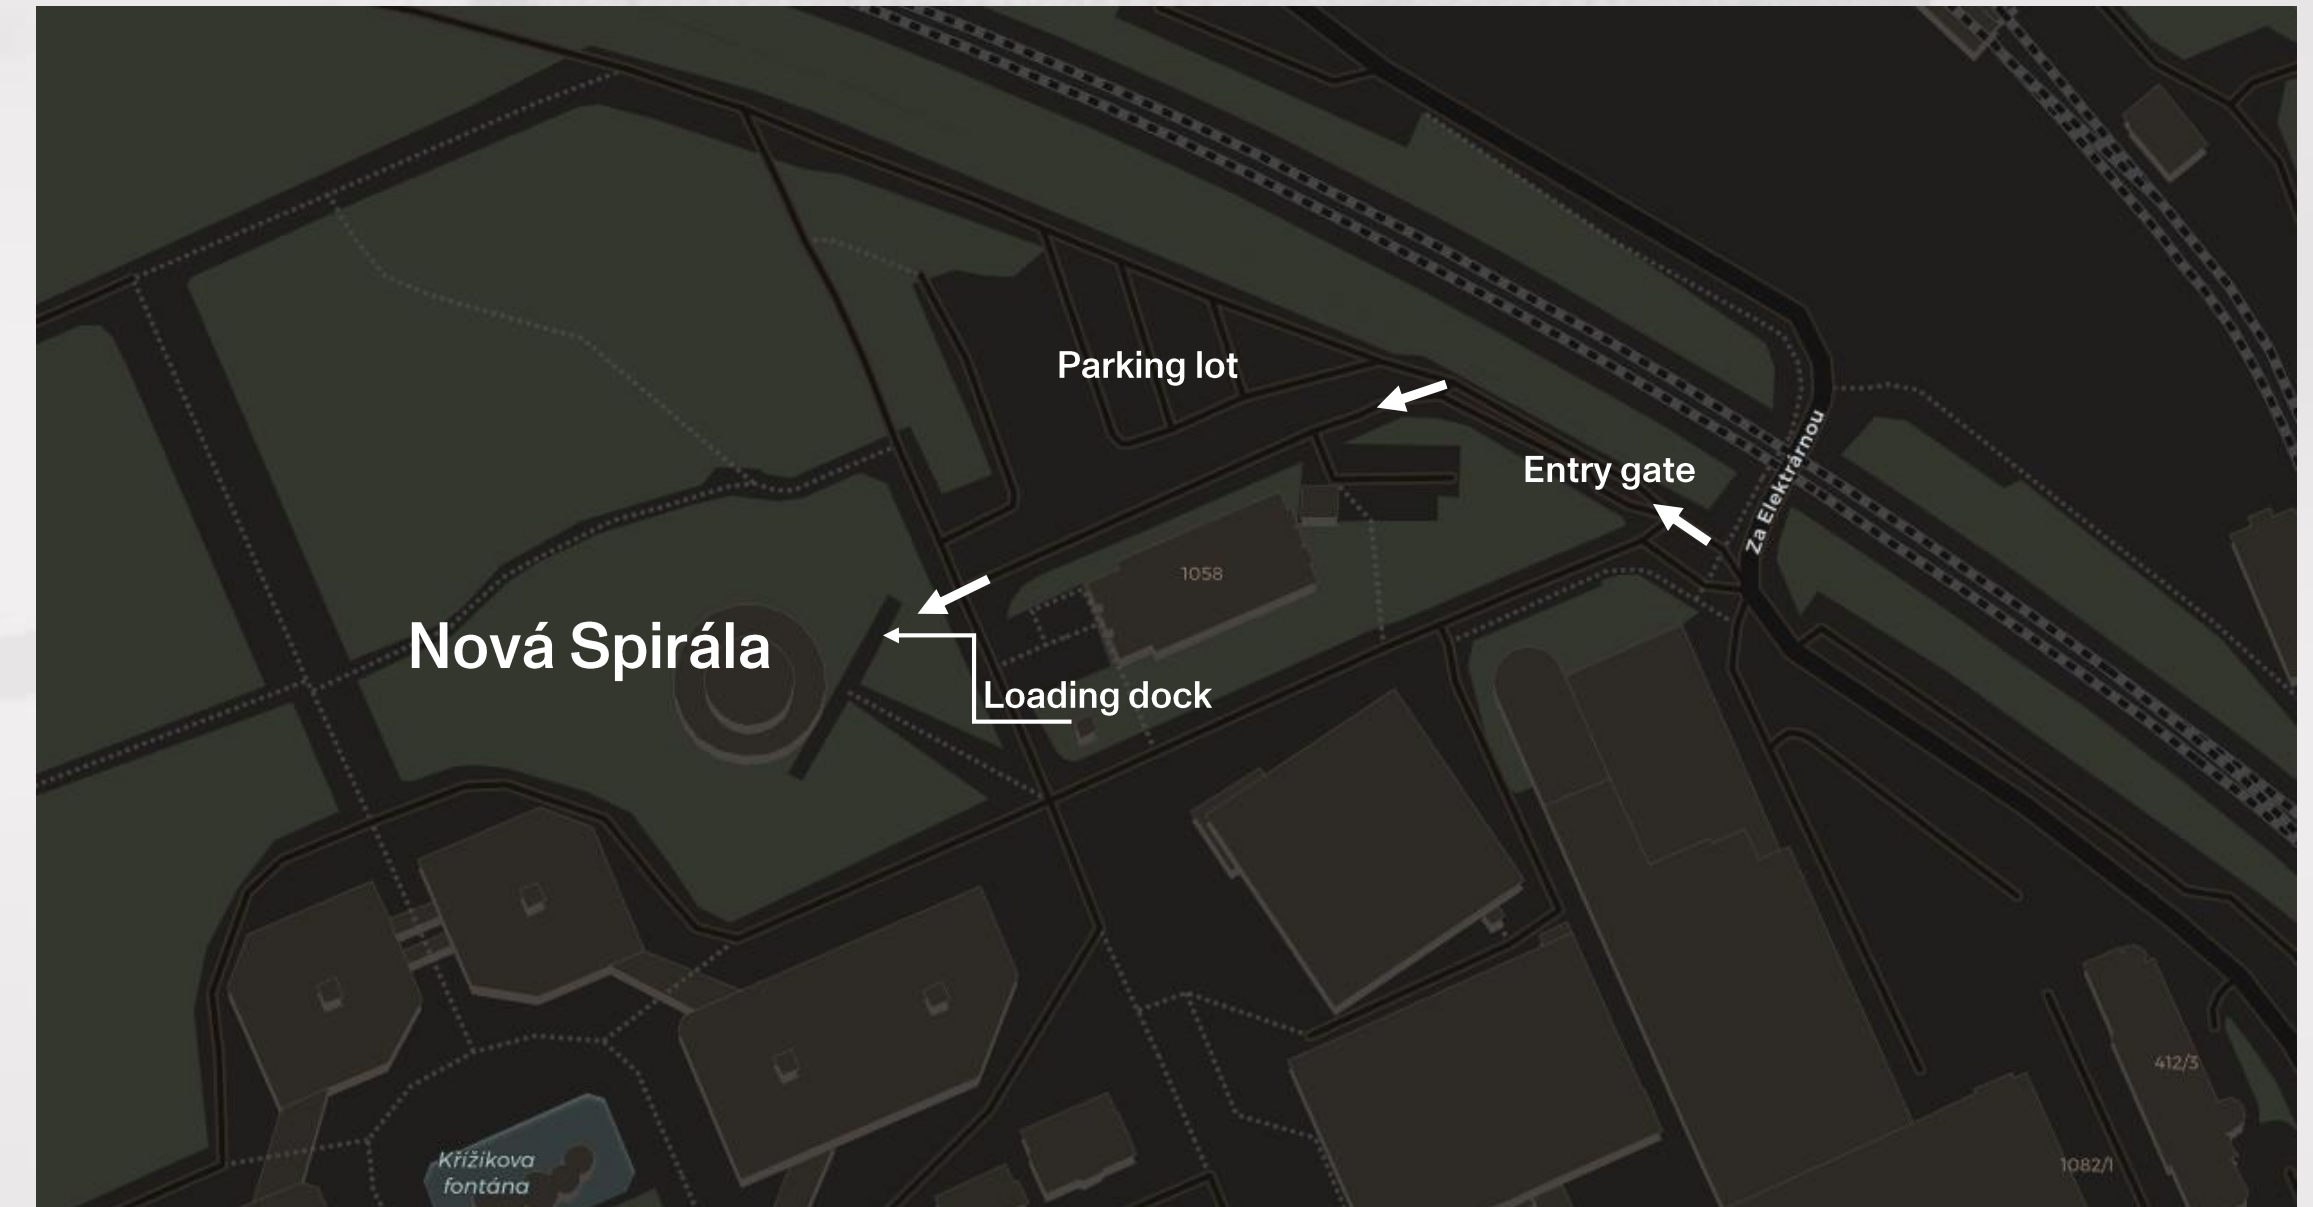 Parking lot
Entry gate
Za Elektrárnou
1058
Nová Spirála
Loading dock
412/3
1082/1
Křižíkova
fontána